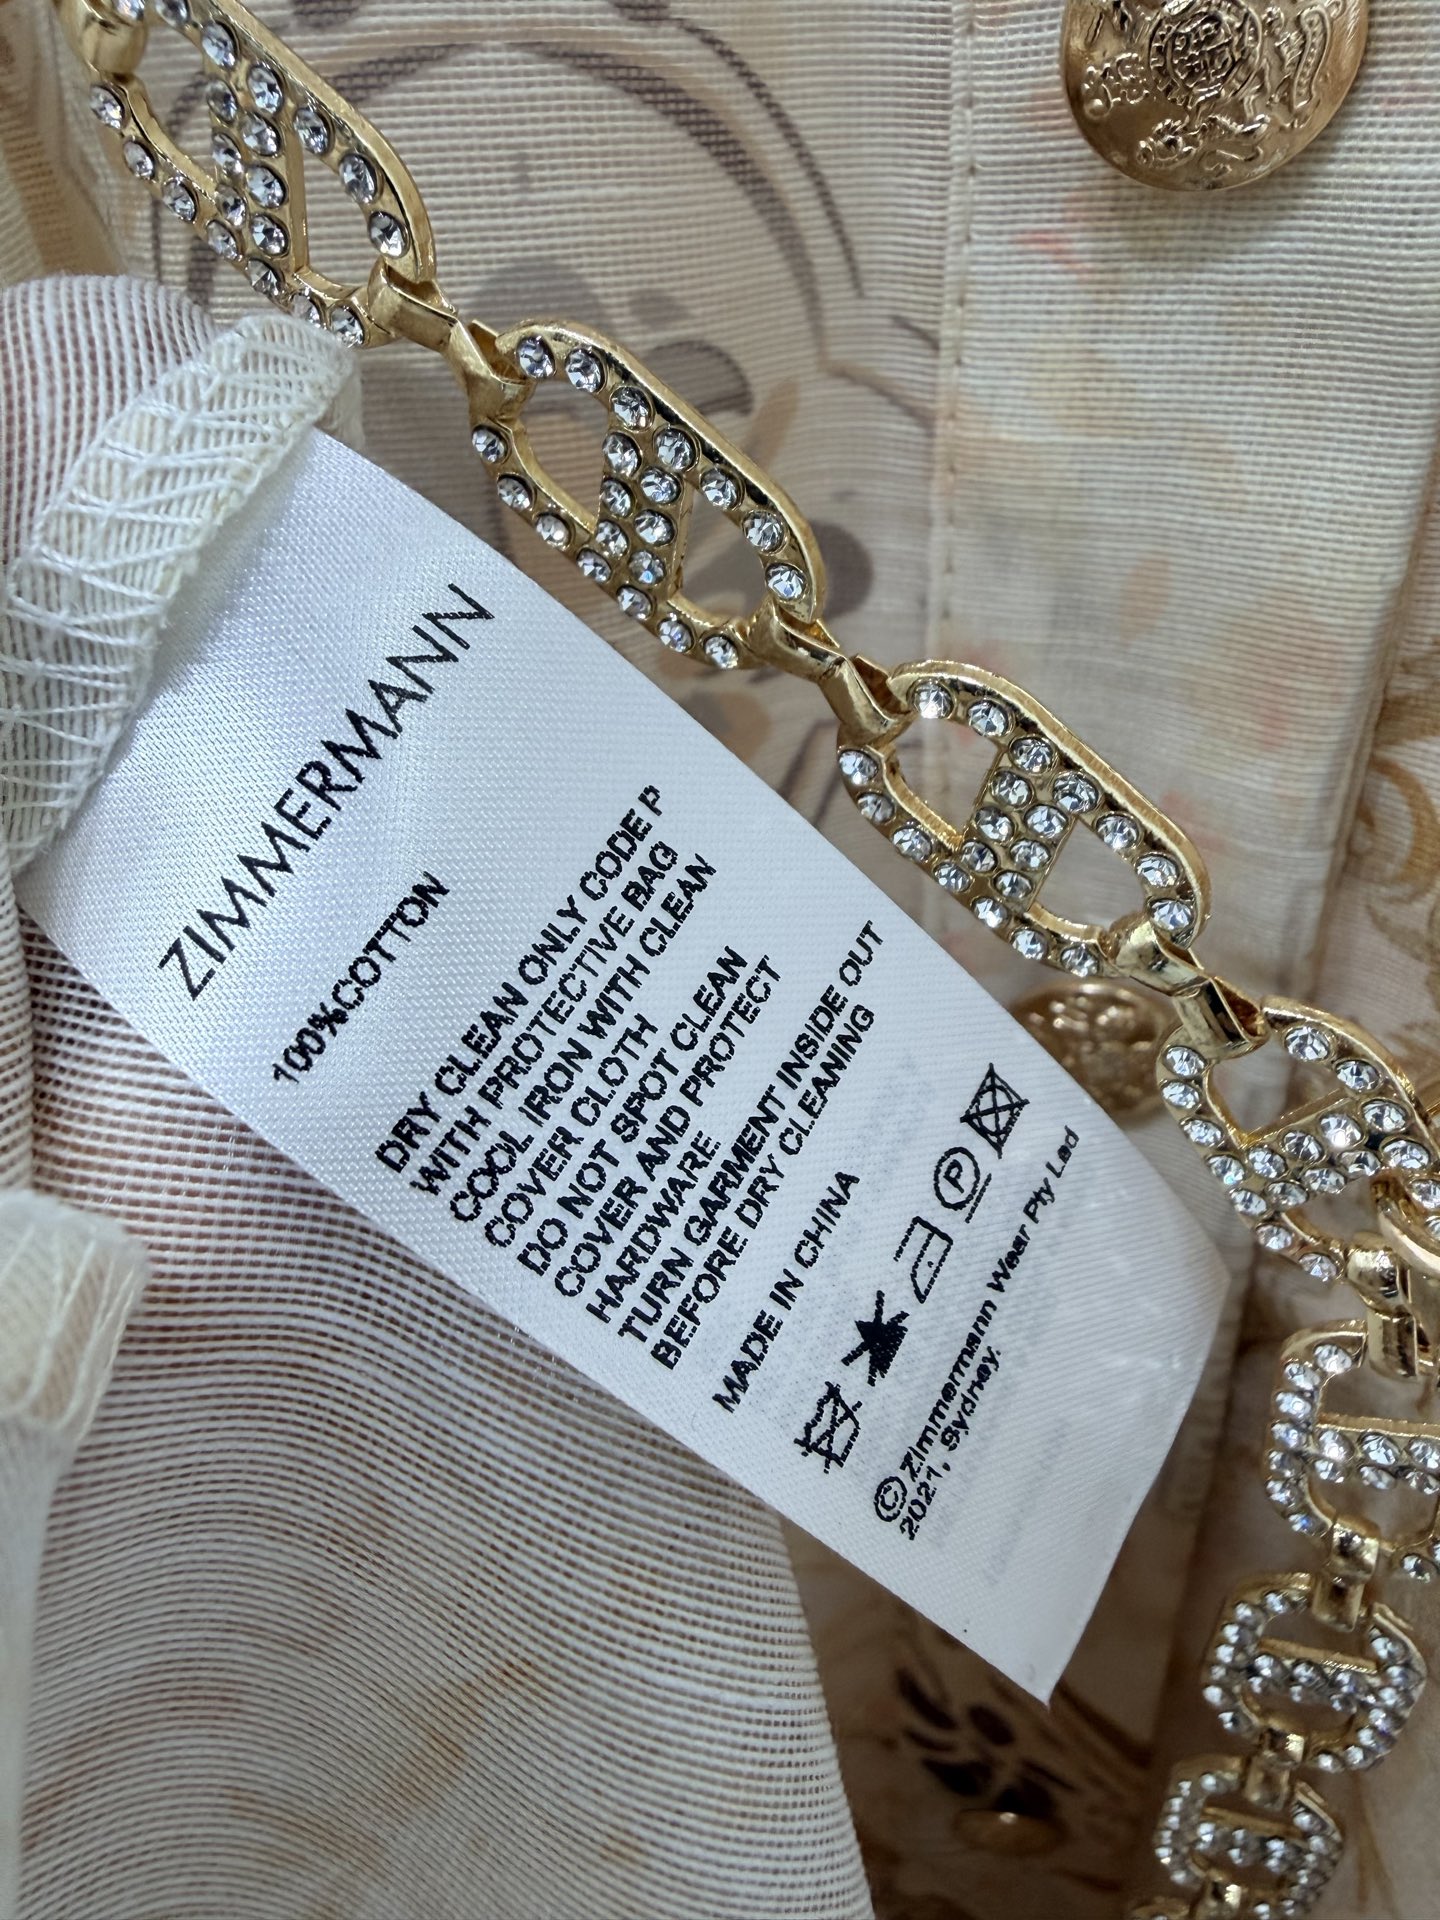 ZIMMERMANN
100%COTTON
DRY CLEAN ONLY CODE P
WITH PROTECTIVE BAG
COOL IRON WITH CLEAN
COVER CLOTH
DO NOT SPOT CLEAN
COVER AND PROTECT
HARDWARE
TURN GARMENT INSIDE OUT
BEFORE DRY CLEANING
MADE IN CHINA
P
©Zimmermann Wear Pty Led
2021, Sydney.